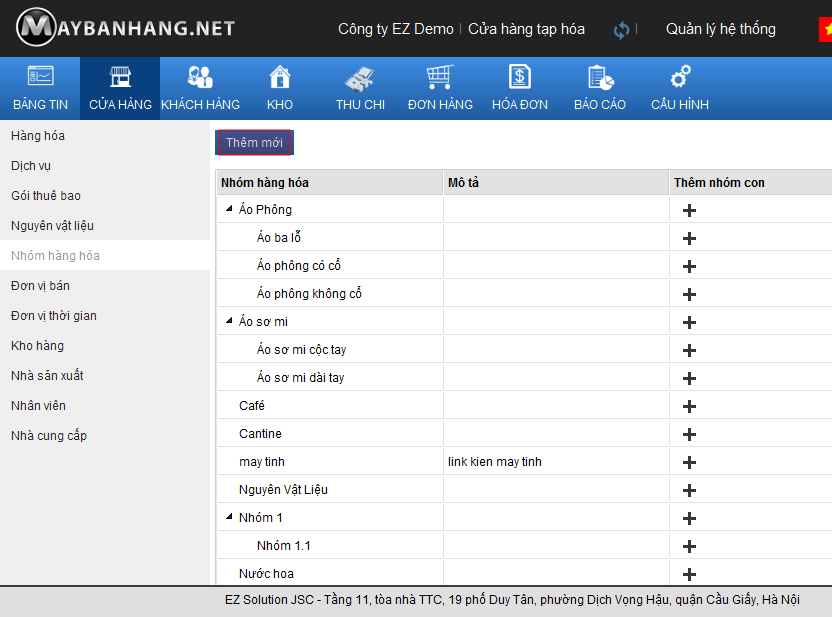 MAYBANHANG.NET
Công ty EZ Demo | Cửa hàng tạp hóa | Quản lý hệ thống
BẢNG TIN CỬA HÀNG KHÁCH HÀNG KHO THU CHI ĐƠN HÀNG HÓA ĐƠN BÁO CÁO CẤU HÌNH
Hàng hóa
Dịch vụ
Gói thuê bao
Nguyên vật liệu
Nhóm hàng hóa
Đơn vị bán
Đơn vị thời gian
Kho hàng
Nhà sản xuất
Nhân viên
Nhà cung cấp
Thêm mới
Nhóm hàng hóa Mô tả Thêm nhóm con
Áo Phông
Áo ba lỗ
Áo phông có cổ
Áo phông không cổ
Áo sơ mi
Áo sơ mi cộc tay
Áo sơ mi dài tay
Café
Cantine
may tinh link kien may tinh
Nguyên Vật Liệu
Nhóm 1
Nhóm 1.1
Nước hoa
EZ Solution JSC - Tầng 11, tòa nhà TTC, 19 phố Duy Tân, phường Dịch Vọng Hậu, quận Cầu Giấy, Hà Nội